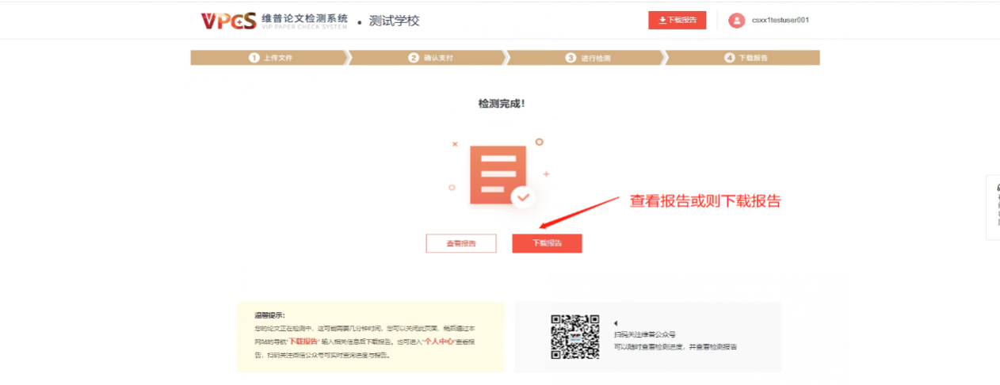 VPCS 维普论文检测系统 • 测试学校
VIP PAPER CHECK SYSTEM
下载报告
csxx1testuser001
1 上传文件
2 确认支付
3 进行检测
4 下载报告
检测完成!
查看报告或则下载报告
查看报告
下载报告
温馨提示:
您的论文正在检测中,这可能需要几分钟时间,您可以关闭此页面,稍后通过本
网站的导航"下载报告" 输入相关信息后下载报告。也可进入"个人中心"查看报
告,扫码关注微信公众号可实时查询进度与报告。
扫码关注维普公众号
可以随时查看检测进度,并查看检测报告